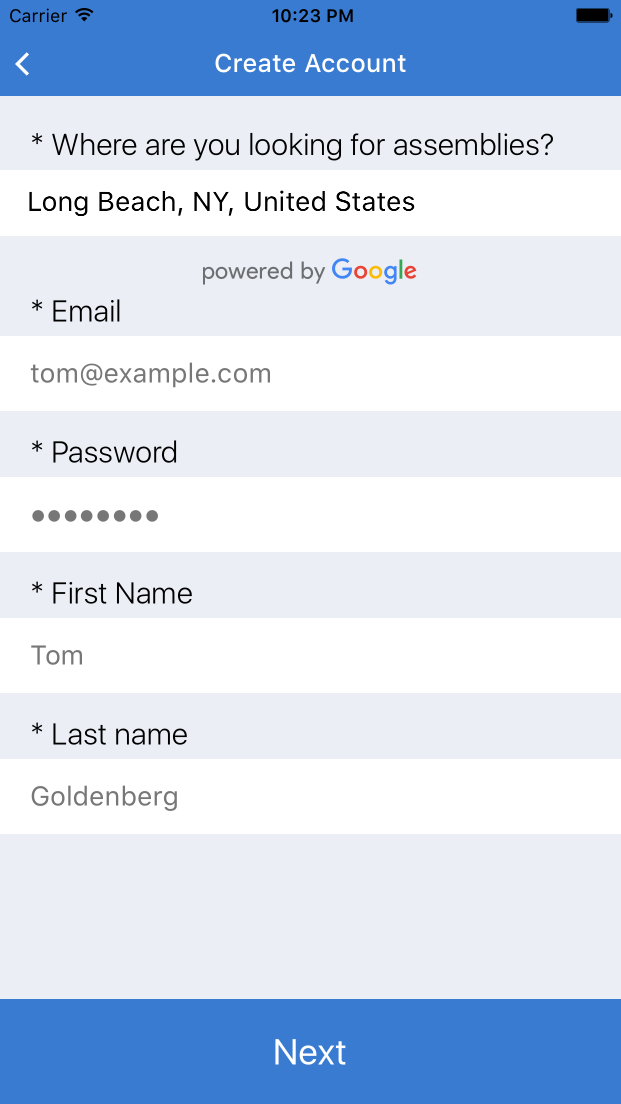 Carrier 10:23 PM
Create Account
* Where are you looking for assemblies?
Long Beach, NY, United States
powered by Google
* Email
tom@example.com
* Password
●●●●●●●●
* First Name
Tom
* Last name
Goldenberg
Next